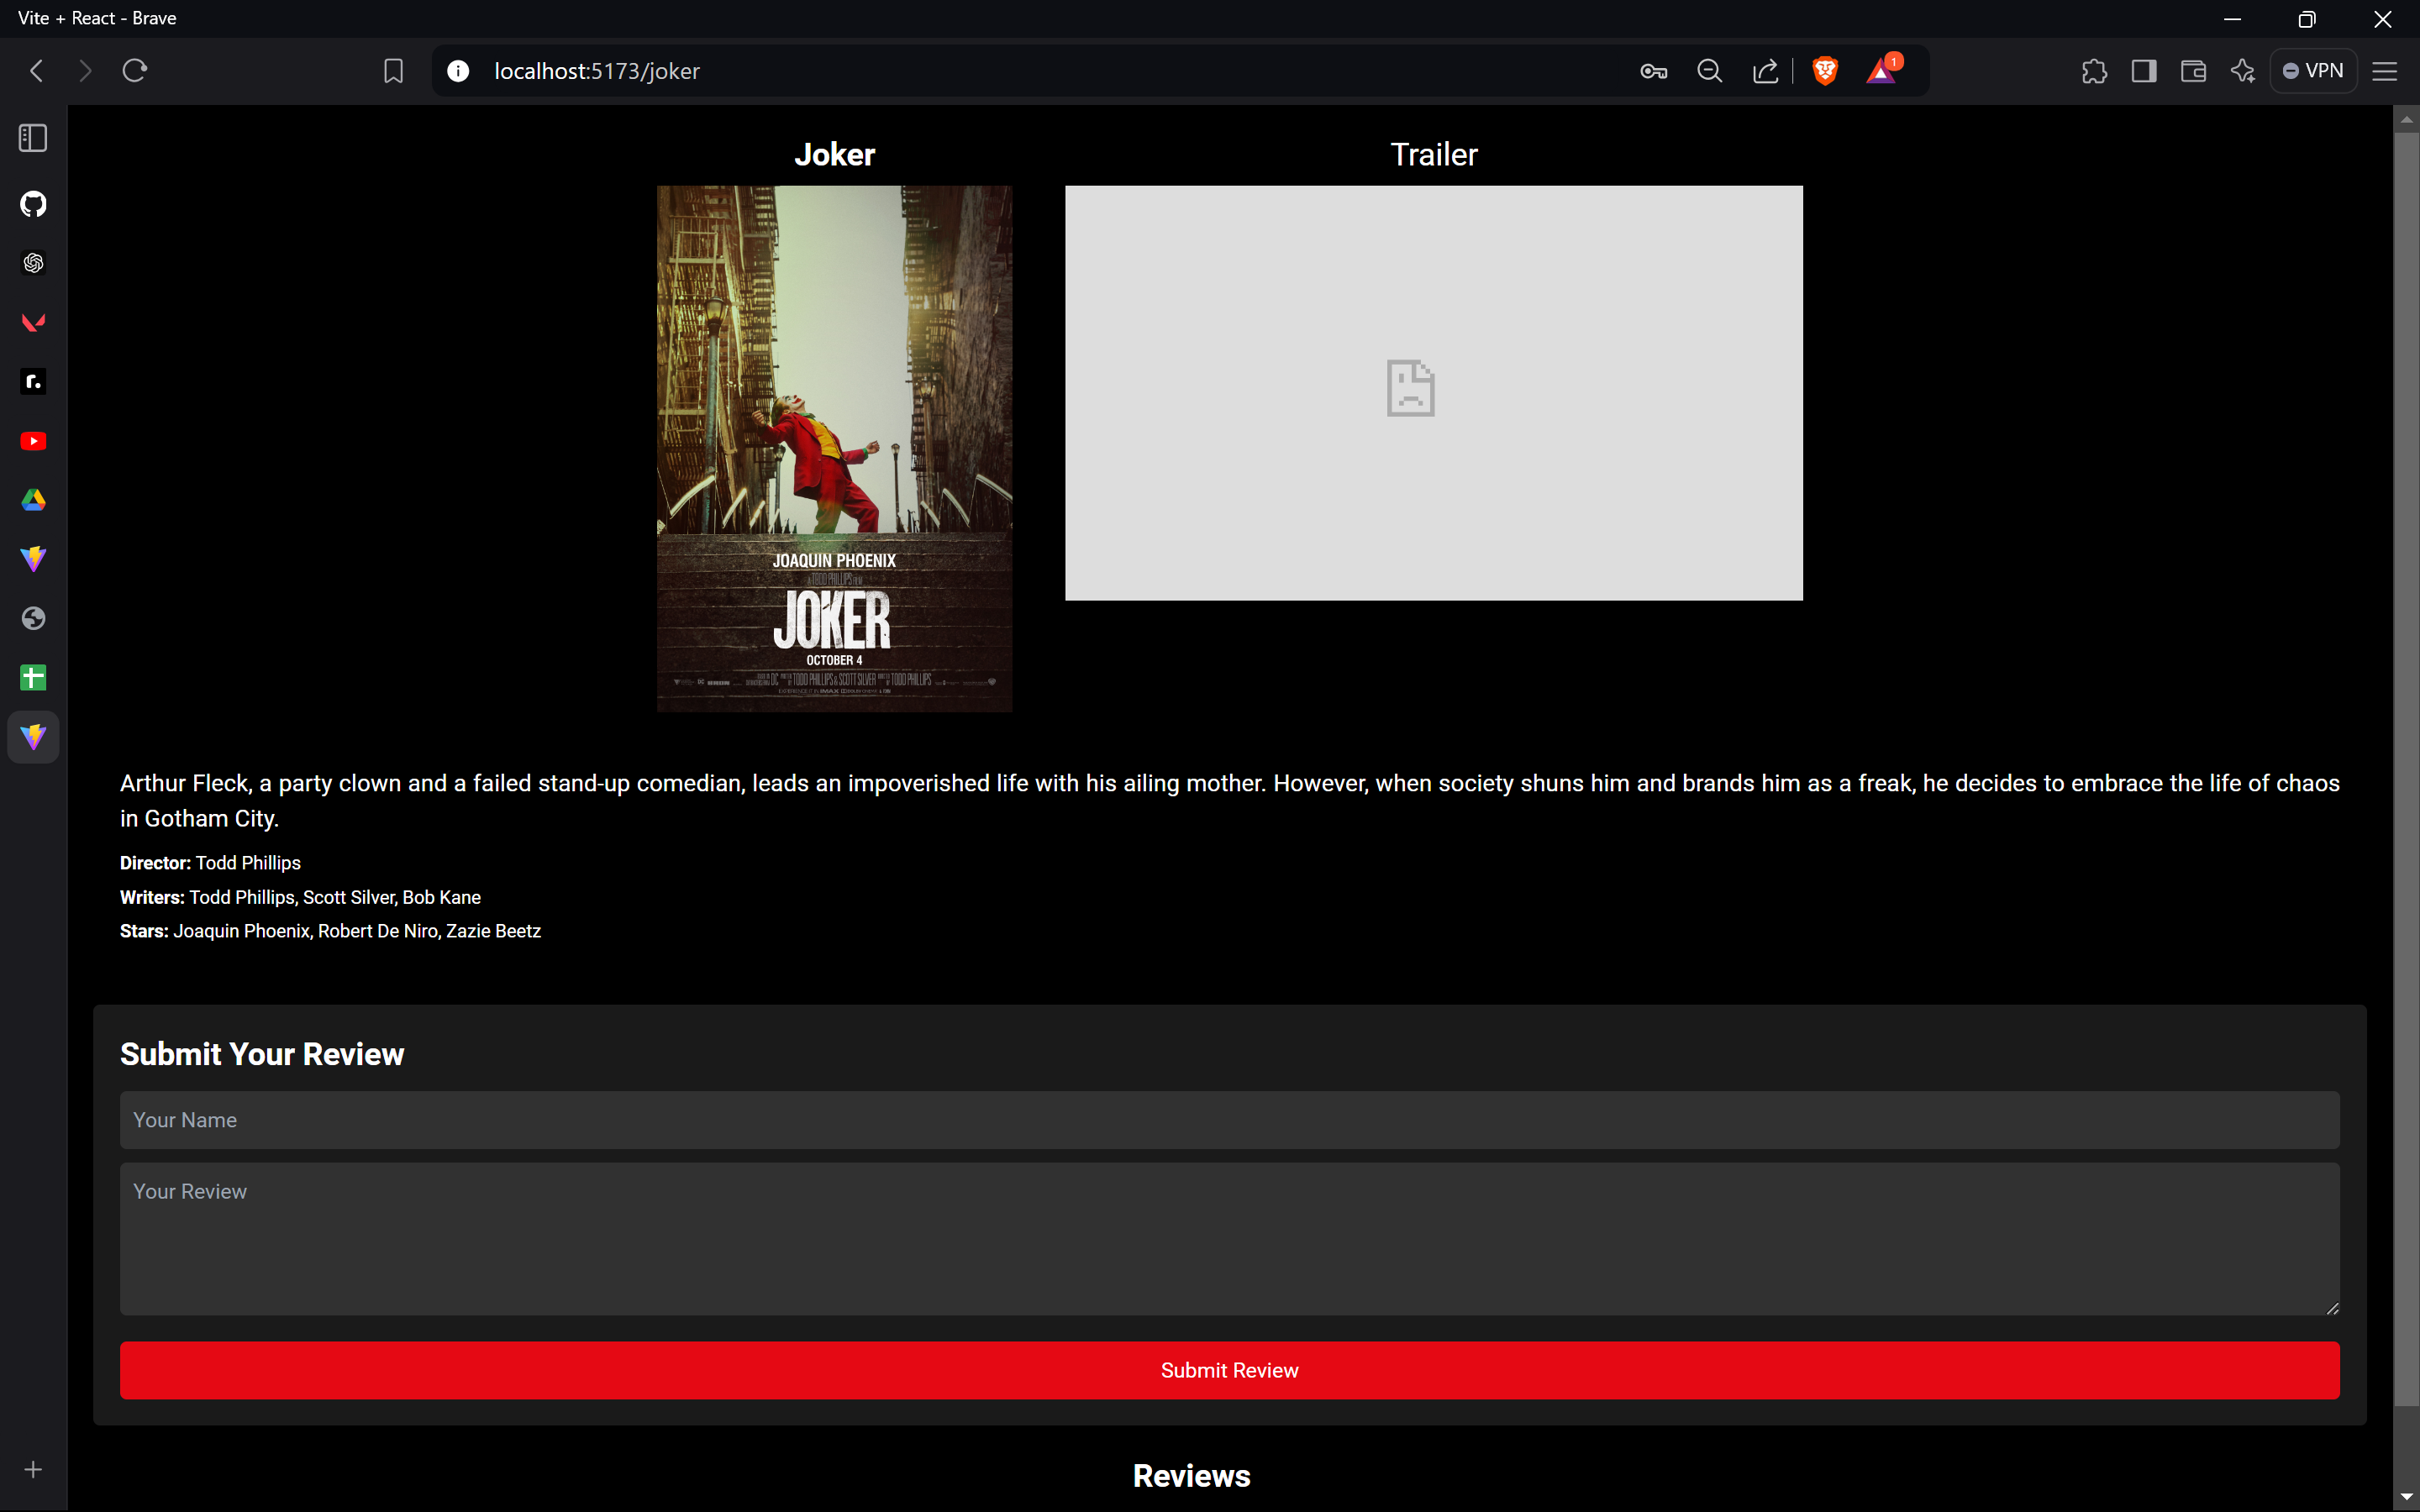 Vite + React - Brave
localhost:5173/joker
1
VPN
Joker
Trailer
JOAQUIN PHOENIX
A TODD PHILLIPS FILM
JOKER
OCTOBER 4
Arthur Fleck, a party clown and a failed stand-up comedian, leads an impoverished life with his ailing mother. However, when society shuns him and brands him as a freak, he decides to embrace the life of chaos
in Gotham City.
Director: Todd Phillips
Writers: Todd Phillips, Scott Silver, Bob Kane
Stars: Joaquin Phoenix, Robert De Niro, Zazie Beetz
Submit Your Review
Your Name
Your Review
Submit Review
Reviews